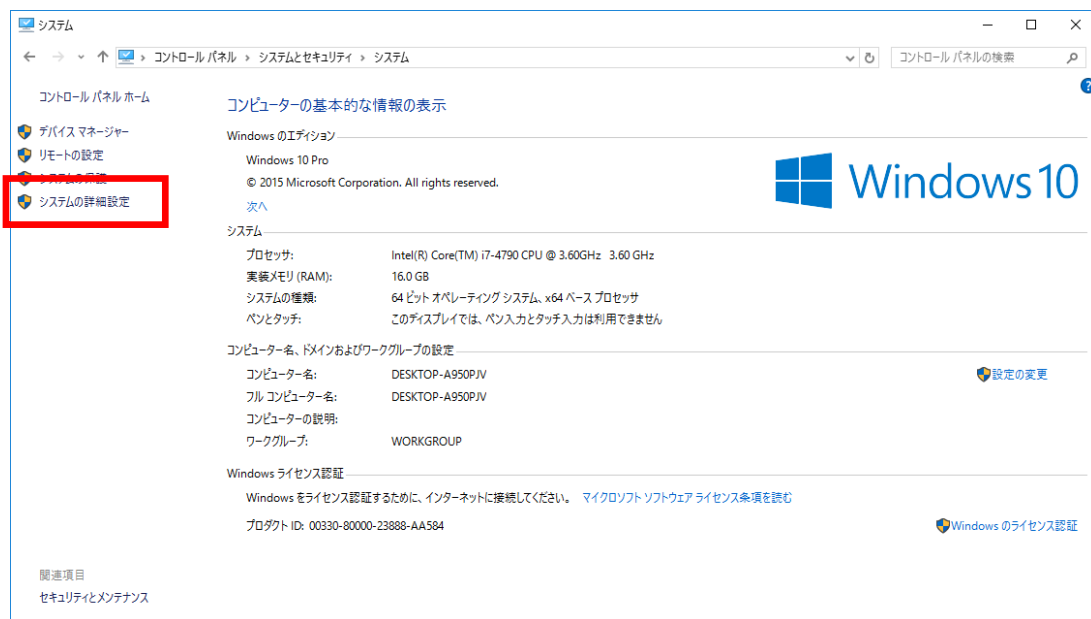 システム
コントロール パネル › システムとセキュリティ › システム
コントロール パネルの検索
コントロール パネル ホーム
デバイス マネージャー
リモートの設定
システムの保護
システムの詳細設定
コンピューターの基本的な情報の表示
Windows のエディション
Windows 10 Pro
© 2015 Microsoft Corporation. All rights reserved.
次へ
Windows 10
システム
プロセッサ: Intel(R) Core(TM) i7-4790 CPU @ 3.60GHz 3.60 GHz
実装メモリ (RAM): 16.0 GB
システムの種類: 64 ビット オペレーティング システム、x64 ベース プロセッサ
ペンとタッチ: このディスプレイでは、ペン入力とタッチ入力は利用できません
コンピューター名、ドメインおよびワークグループの設定
コンピューター名: DESKTOP-A950PJV
設定の変更
フル コンピューター名: DESKTOP-A950PJV
コンピューターの説明:
ワークグループ: WORKGROUP
Windows ライセンス認証
Windows をライセンス認証するために、インターネットに接続してください。 マイクロソフト ソフトウェア ライセンス条項を読む
プロダクト ID: 00330-80000-23888-AA584
Windows のライセンス認証
関連項目
セキュリティとメンテナンス